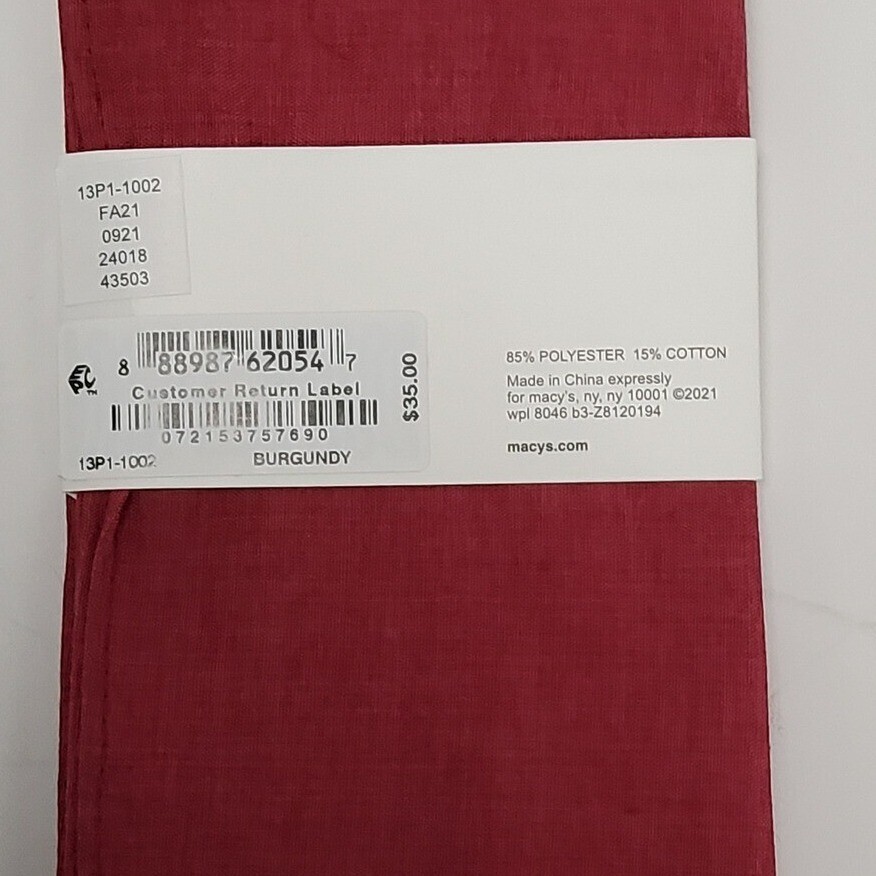 13P1-1002
FA21
0921
24018
43503
8 88987 62054 7
Customer Return Label
072153757690
13P1-1002 BURGUNDY
$35.00
85% POLYESTER 15% COTTON
Made in China expressly
for macy's, ny, ny 10001 ©2021
wpl 8046 b3-Z8120194
macys.com